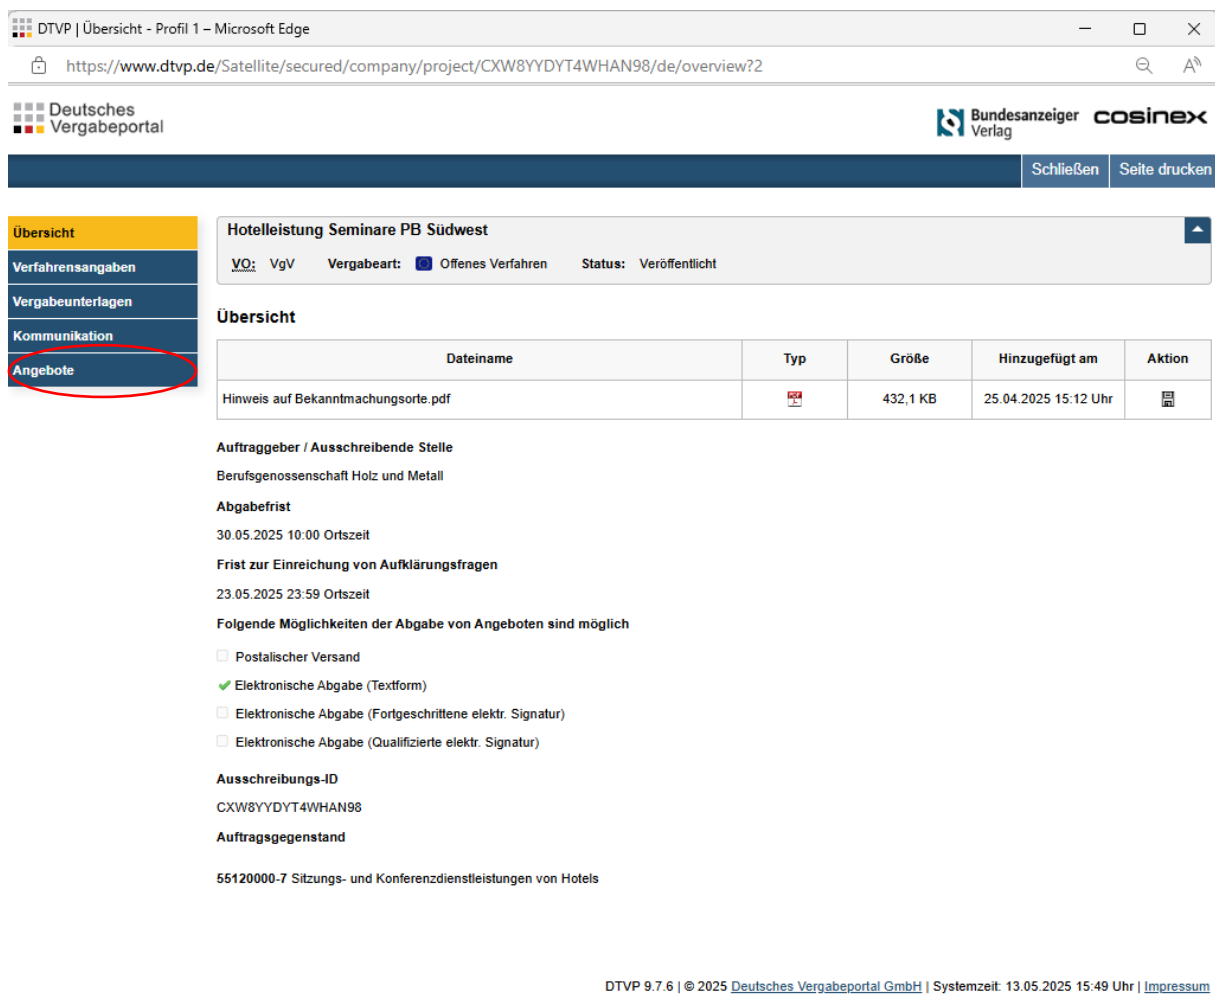 DTVP | Übersicht - Profil 1 – Microsoft Edge
https://www.dtvp.de/Satellite/secured/company/project/CXW8YYDYT4WHAN98/de/overview?2
Deutsches
Vergabeportal
Bundesanzeiger
Verlag
cosinex
Schließen
Seite drucken
Übersicht
Verfahrensangaben
Vergabeunterlagen
Kommunikation
Angebote
Hotelleistung Seminare PB Südwest
VO: VgV Vergabeart: Offenes Verfahren Status: Veröffentlicht
Übersicht
Dateiname Typ Größe Hinzugefügt am Aktion
Hinweis auf Bekanntmachungsorte.pdf 432,1 KB 25.04.2025 15:12 Uhr
Auftraggeber / Ausschreibende Stelle
Berufsgenossenschaft Holz und Metall
Abgabefrist
30.05.2025 10:00 Ortszeit
Frist zur Einreichung von Aufklärungsfragen
23.05.2025 23:59 Ortszeit
Folgende Möglichkeiten der Abgabe von Angeboten sind möglich
Postalischer Versand
Elektronische Abgabe (Textform)
Elektronische Abgabe (Fortgeschrittene elektr. Signatur)
Elektronische Abgabe (Qualifizierte elektr. Signatur)
Ausschreibungs-ID
CXW8YYDYT4WHAN98
Auftragsgegenstand
55120000-7 Sitzungs- und Konferenzdienstleistungen von Hotels
DTVP 9.7.6 | © 2025 Deutsches Vergabeportal GmbH | Systemzeit: 13.05.2025 15:49 Uhr | Impressum